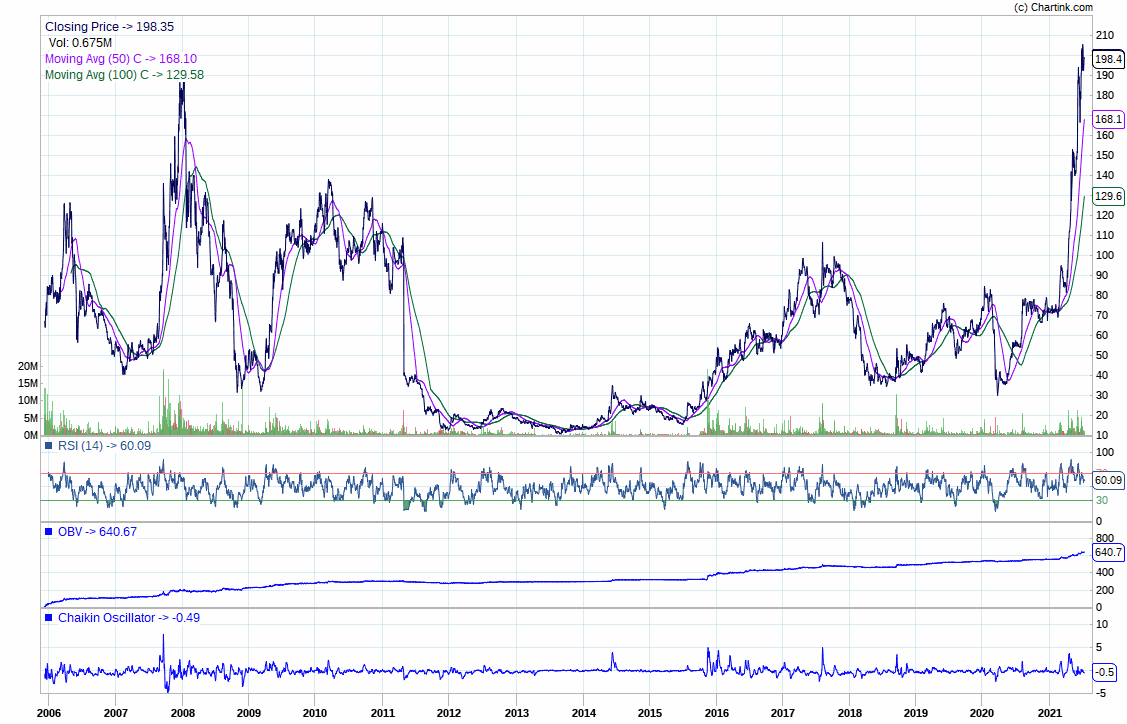 (c) Chartink.com
Closing Price -> 198.35
Vol: 0.675M
Moving Avg (50) C -> 168.10
Moving Avg (100) C -> 129.58
210
198.4
190
180
168.1
160
150
140
129.6
120
110
100
90
80
70
60
50
40
30
20
10
20M
15M
10M
5M
0M
RSI (14) -> 60.09
100
70
60.09
30
0
OBV -> 640.67
800
640.7
400
200
0
Chaikin Oscillator -> -0.49
10
5
-0.5
-5
2006 2007 2008 2009 2010 2011 2012 2013 2014 2015 2016 2017 2018 2019 2020 2021